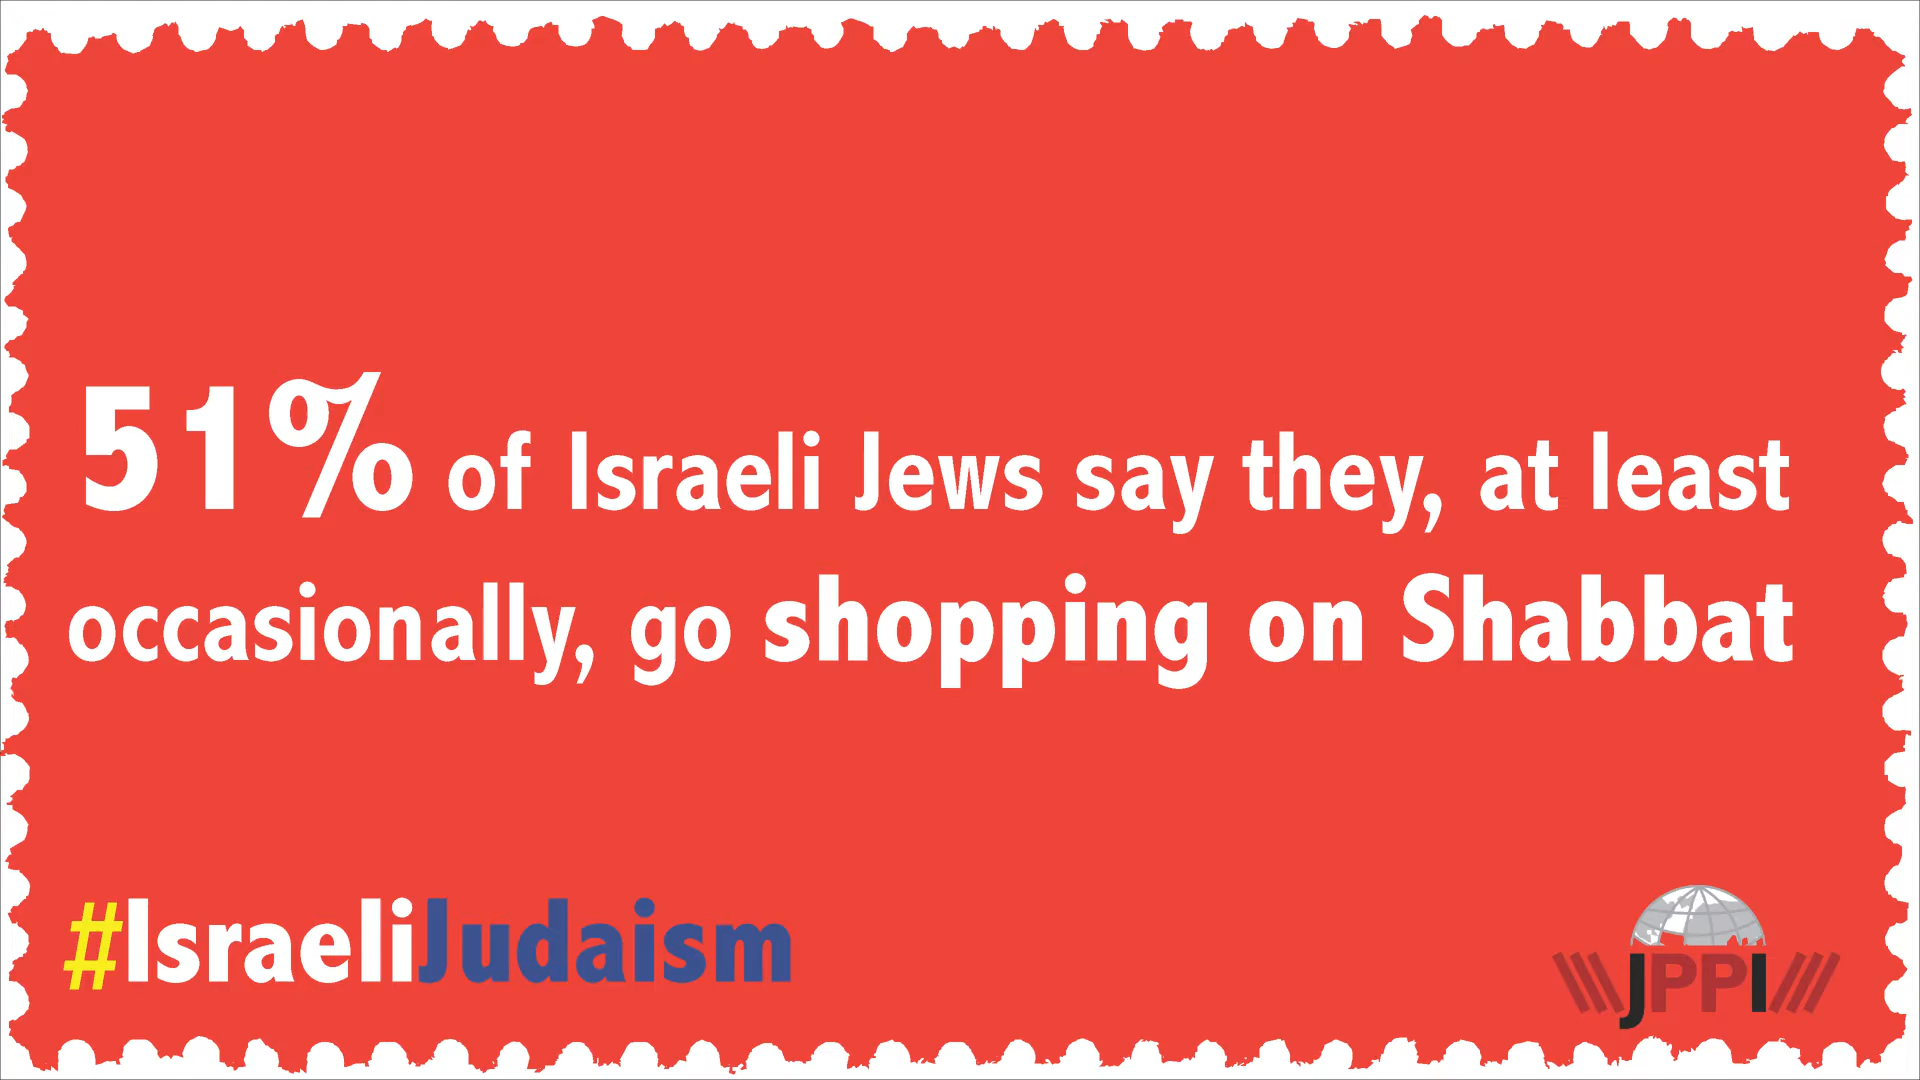 51% of Israeli Jews say they, at least
occasionally, go shopping on Shabbat
#IsraeliJudaism
JPPI